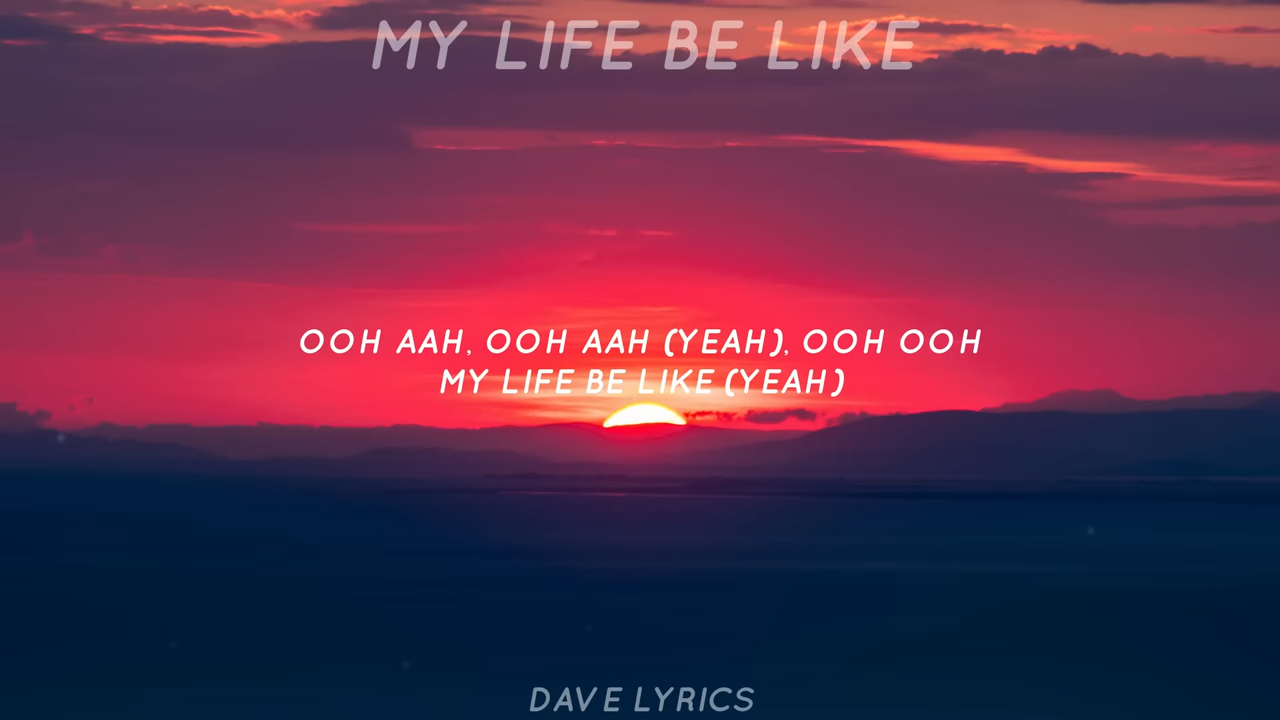 MY LIFE BE LIKE
OOH AAH, OOH AAH (YEAH), OOH OOH
MY LIFE BE LIKE (YEAH)
DAVE LYRICS